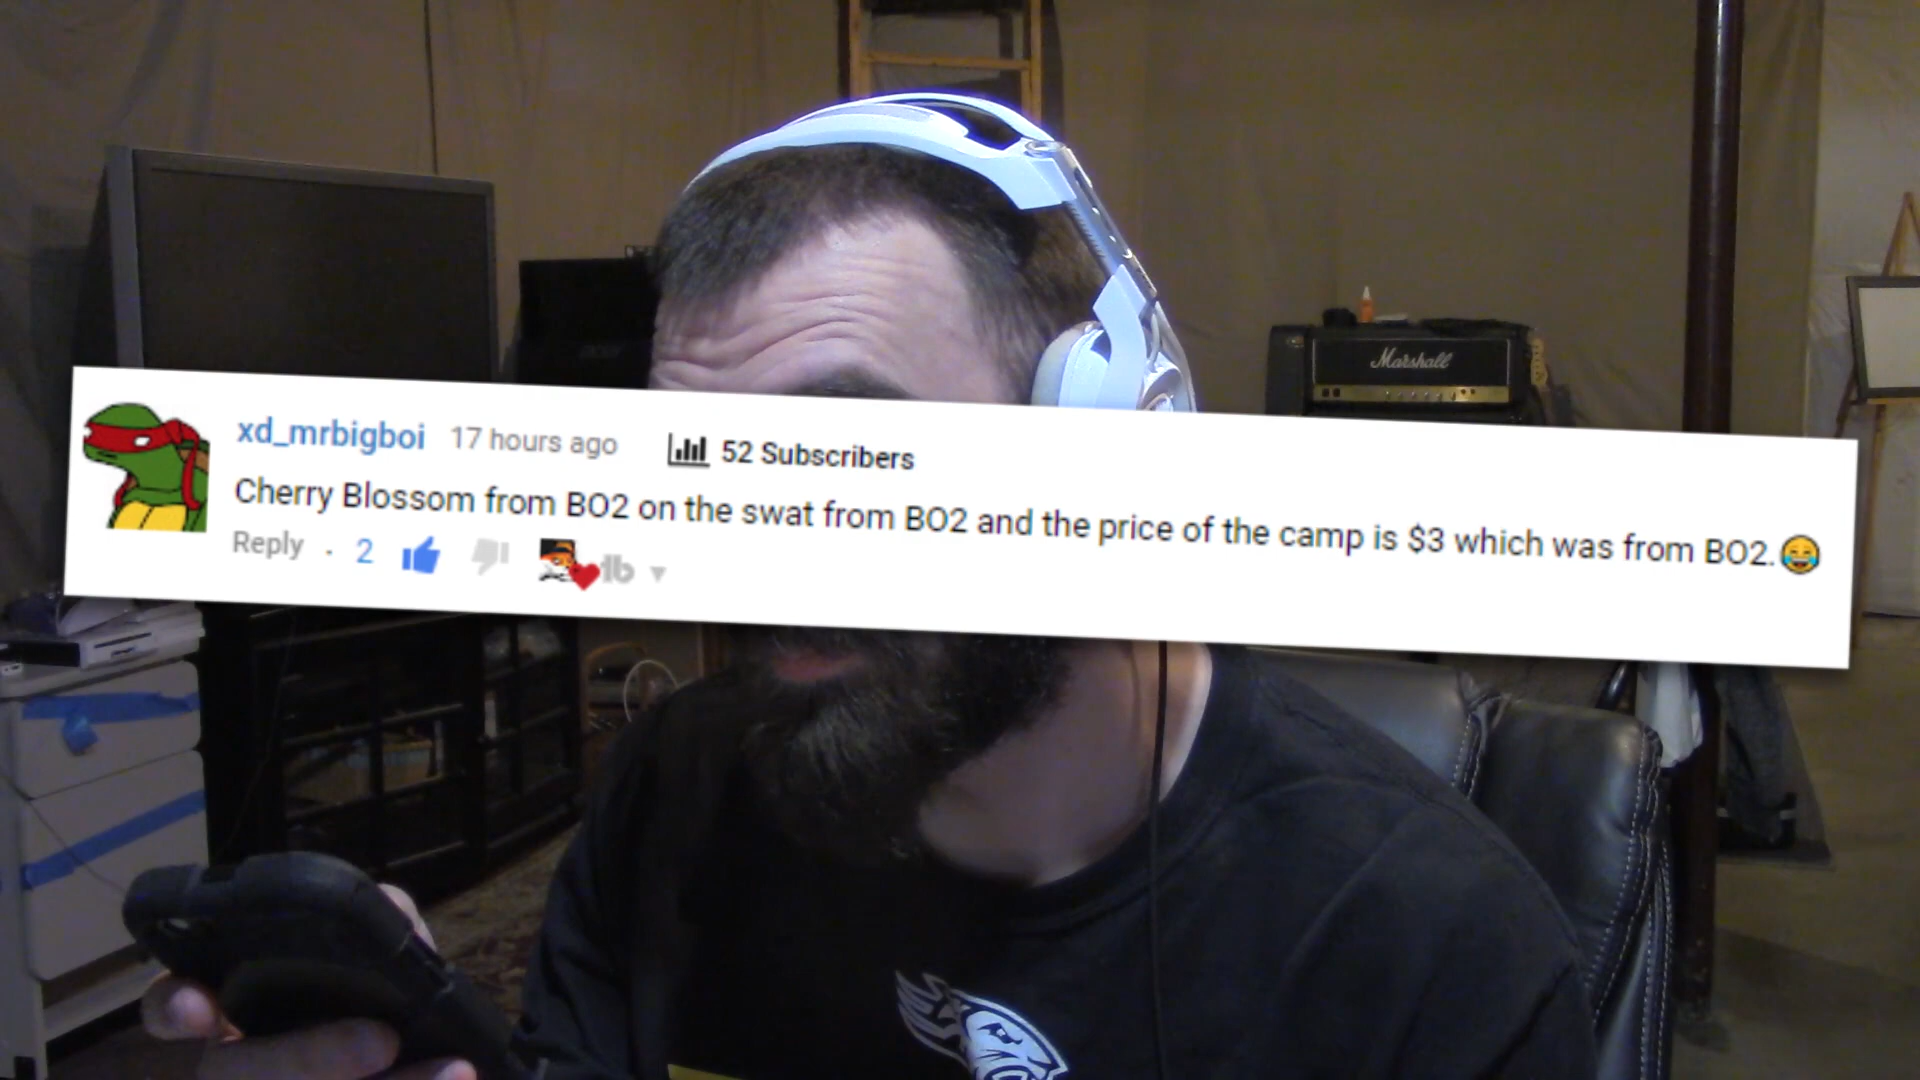 Marshall
xd_mrbigboi 17 hours ago 52 Subscribers
Cherry Blossom from BO2 on the swat from BO2 and the price of the camp is $3 which was from BO2.😂
Reply . 2